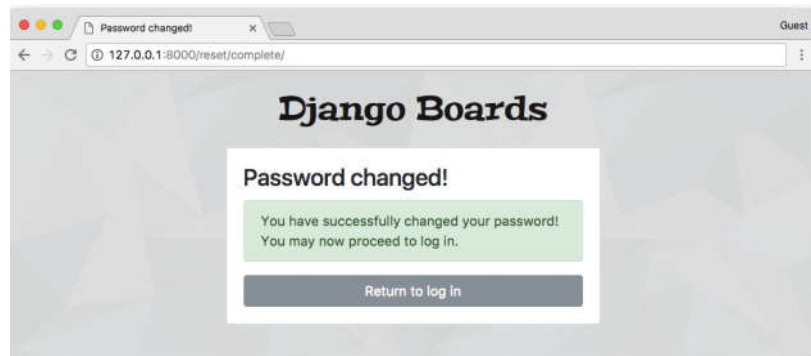 Password changed!
Guest
127.0.0.1:8000/reset/complete/
Django Boards
Password changed!
You have successfully changed your password!
You may now proceed to log in.
Return to log in